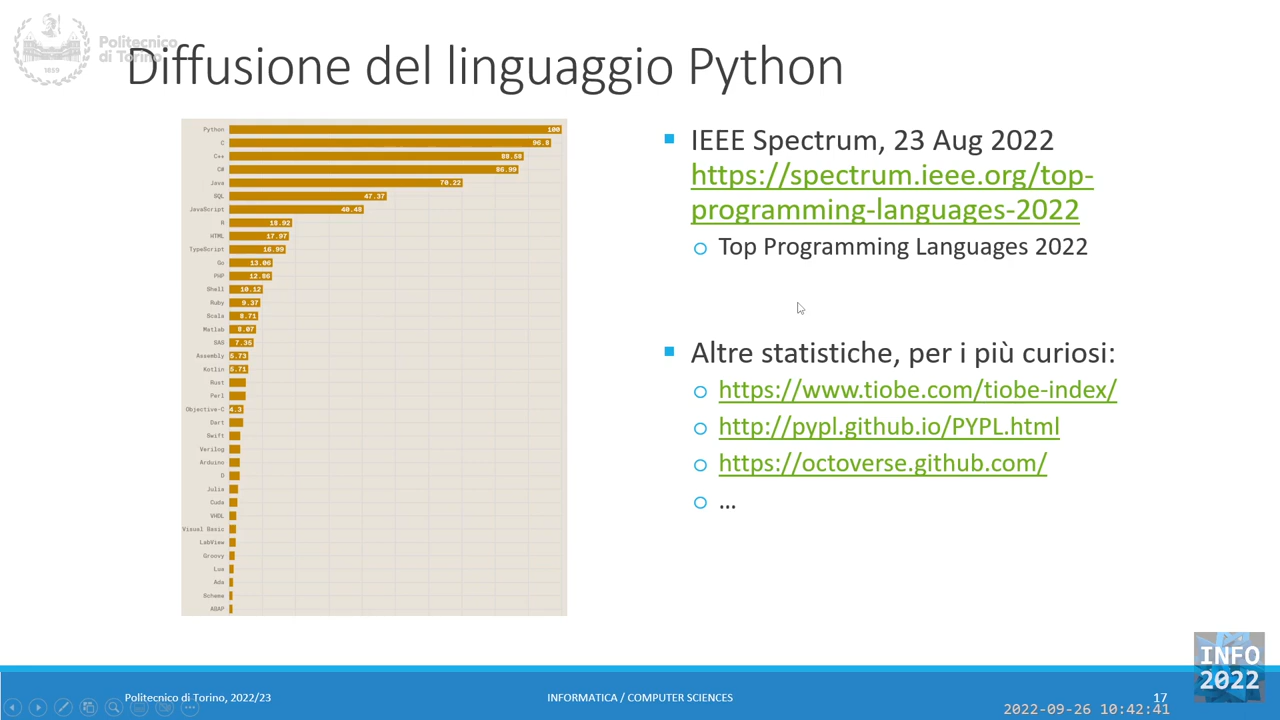 Politecnico
di Torino
1859
Diffusione del linguaggio Python
Python 100
C 96.8
C++ 88.58
C# 86.99
Java 70.22
SQL 47.37
JavaScript 40.48
R 18.92
HTML 17.97
TypeScript 16.99
Go 13.06
PHP 12.86
Shell 10.12
Ruby 9.37
Scala 8.71
Matlab 8.07
SAS 7.35
Assembly 5.73
Kotlin 5.71
Rust
Perl
Objective-C 4.3
Dart
Swift
Verilog
Arduino
D
Julia
Cuda
VHDL
Visual Basic
LabView
Groovy
Lua
Ada
Scheme
ABAP
IEEE Spectrum, 23 Aug 2022
https://spectrum.ieee.org/top-
programming-languages-2022
Top Programming Languages 2022
Altre statistiche, per i più curiosi:
https://www.tiobe.com/tiobe-index/
http://pypl.github.io/PYPL.html
https://octoverse.github.com/
...
INFO
2022
Politecnico di Torino, 2022/23
INFORMATICA / COMPUTER SCIENCES
17
2022-09-26 10:42:41